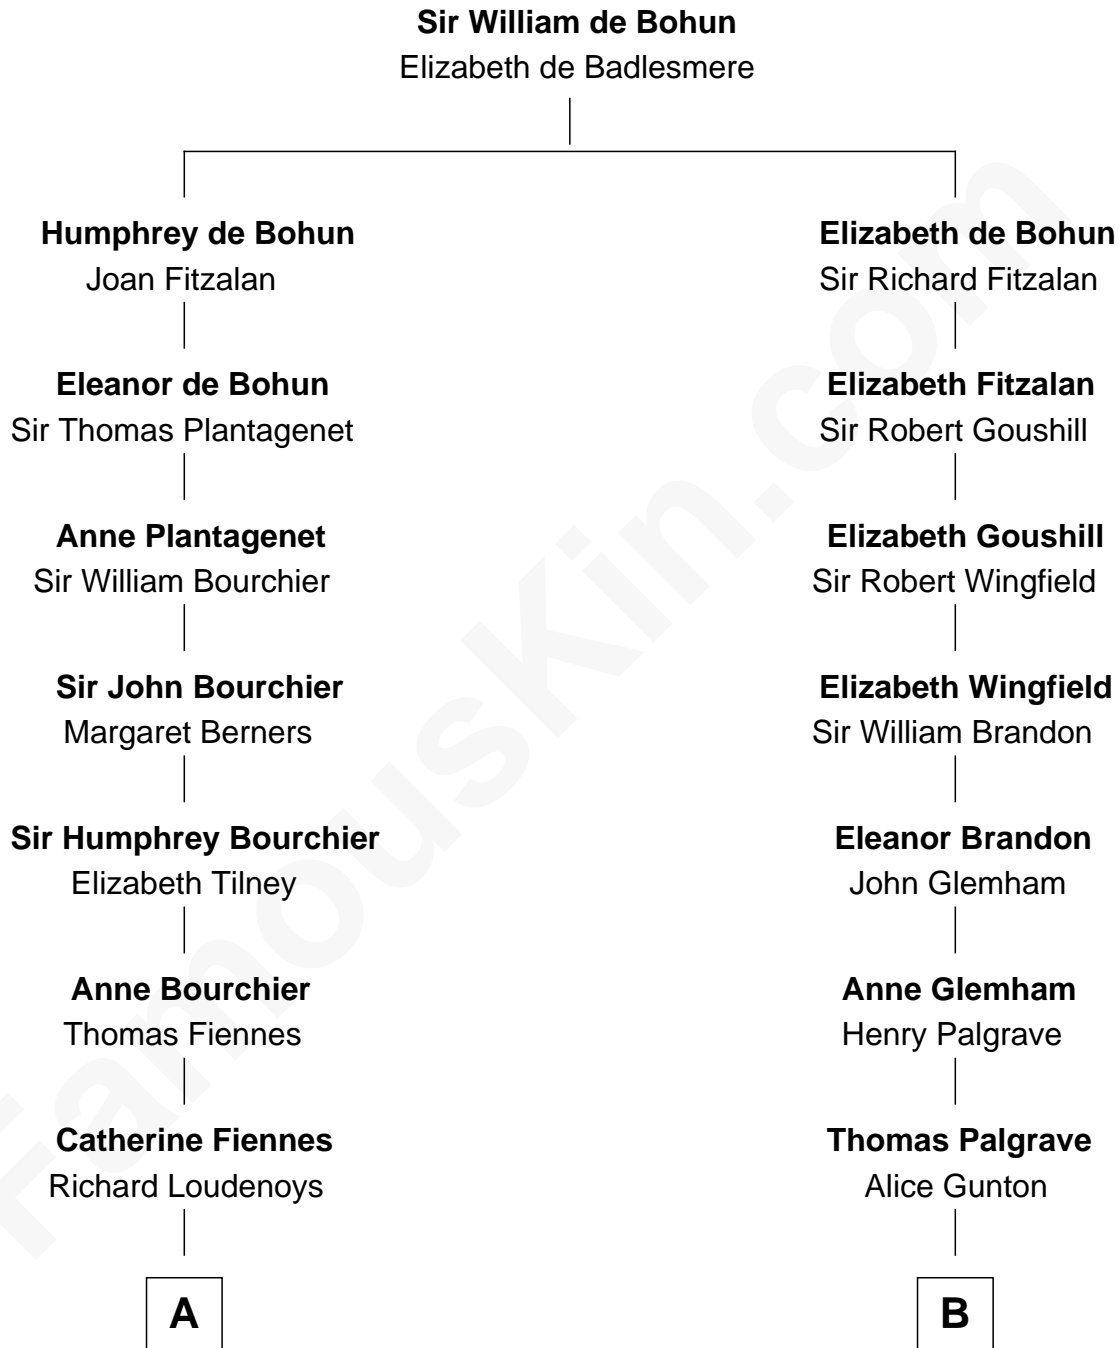 Sir William de Bohun
Elizabeth de Badlesmere
Humphrey de Bohun
Joan Fitzalan
Eleanor de Bohun
Sir Thomas Plantagenet
Anne Plantagenet
Sir William Bourchier
Sir John Bourchier
Margaret Berners
Sir Humphrey Bourchier
Elizabeth Tilney
Anne Bourchier
Thomas Fiennes
Catherine Fiennes
Richard Loudenoys
A
Elizabeth de Bohun
Sir Richard Fitzalan
Elizabeth Fitzalan
Sir Robert Goushill
Elizabeth Goushill
Sir Robert Wingfield
Elizabeth Wingfield
Sir William Brandon
Eleanor Brandon
John Glemham
Anne Glemham
Henry Palgrave
Thomas Palgrave
Alice Gunton
B
FamousKin.com